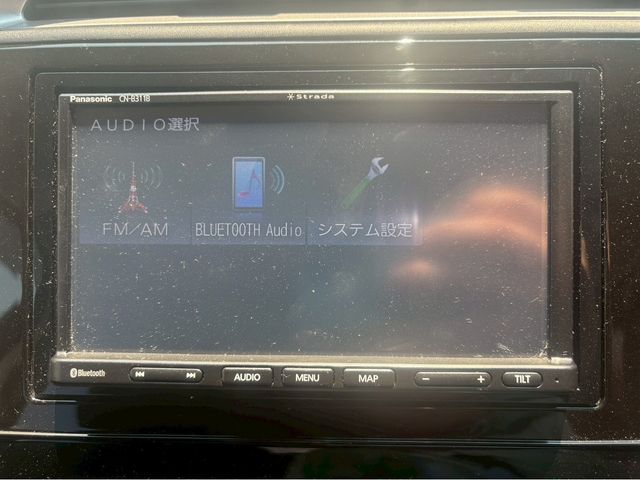 Panasonic CN-B311B
Strada
AUDIO選択
FM/AM
BLUETOOTH Audio
システム設定
Bluetooth
AUDIO
MENU
MAP
− +
TILT